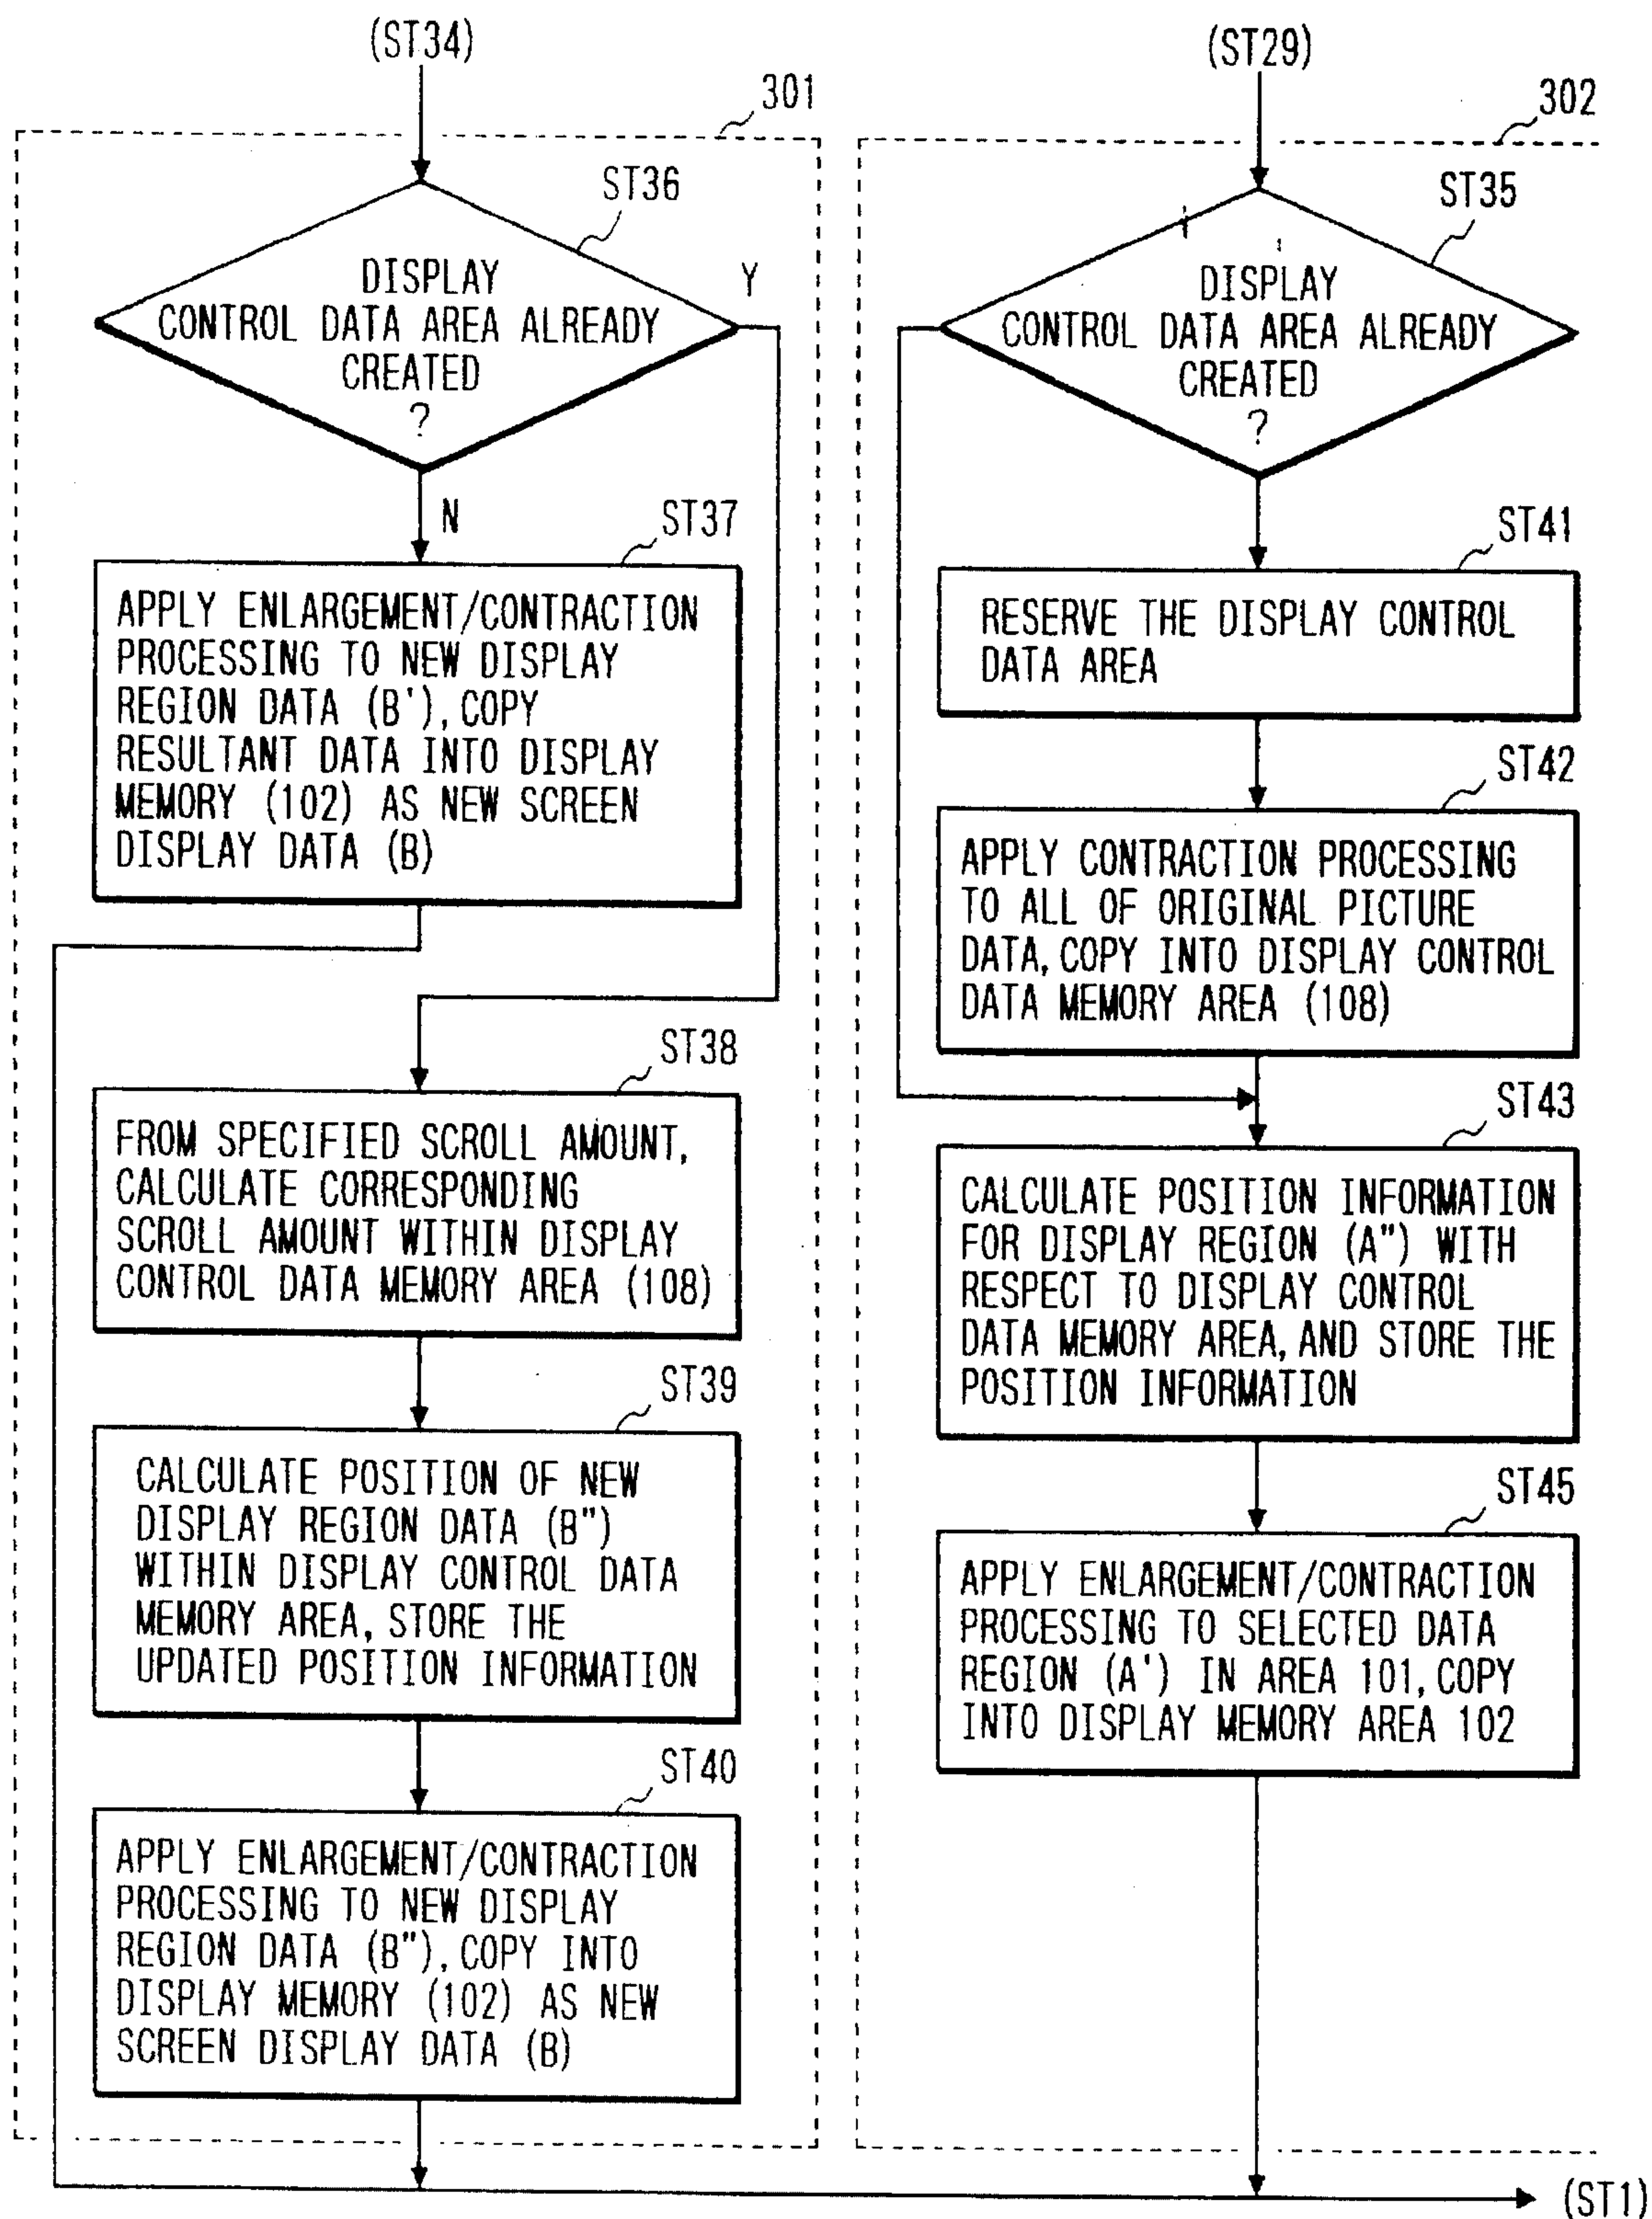 (ST34)
301
ST36
DISPLAY
CONTROL DATA AREA ALREADY
CREATED
?
Y
N
ST37
APPLY ENLARGEMENT/CONTRACTION
PROCESSING TO NEW DISPLAY
REGION DATA (B'), COPY
RESULTANT DATA INTO DISPLAY
MEMORY (102) AS NEW SCREEN
DISPLAY DATA (B)
ST38
FROM SPECIFIED SCROLL AMOUNT,
CALCULATE CORRESPONDING
SCROLL AMOUNT WITHIN DISPLAY
CONTROL DATA MEMORY AREA (108)
ST39
CALCULATE POSITION OF NEW
DISPLAY REGION DATA (B")
WITHIN DISPLAY CONTROL DATA
MEMORY AREA, STORE THE
UPDATED POSITION INFORMATION
ST40
APPLY ENLARGEMENT/CONTRACTION
PROCESSING TO NEW DISPLAY
REGION DATA (B"), COPY INTO
DISPLAY MEMORY (102) AS NEW
SCREEN DISPLAY DATA (B)
(ST29)
302
ST35
DISPLAY
CONTROL DATA AREA ALREADY
CREATED
?
ST41
RESERVE THE DISPLAY CONTROL
DATA AREA
ST42
APPLY CONTRACTION PROCESSING
TO ALL OF ORIGINAL PICTURE
DATA, COPY INTO DISPLAY CONTROL
DATA MEMORY AREA (108)
ST43
CALCULATE POSITION INFORMATION
FOR DISPLAY REGION (A") WITH
RESPECT TO DISPLAY CONTROL
DATA MEMORY AREA, AND STORE THE
POSITION INFORMATION
ST45
APPLY ENLARGEMENT/CONTRACTION
PROCESSING TO SELECTED DATA
REGION (A') IN AREA 101, COPY
INTO DISPLAY MEMORY AREA 102
(ST1)